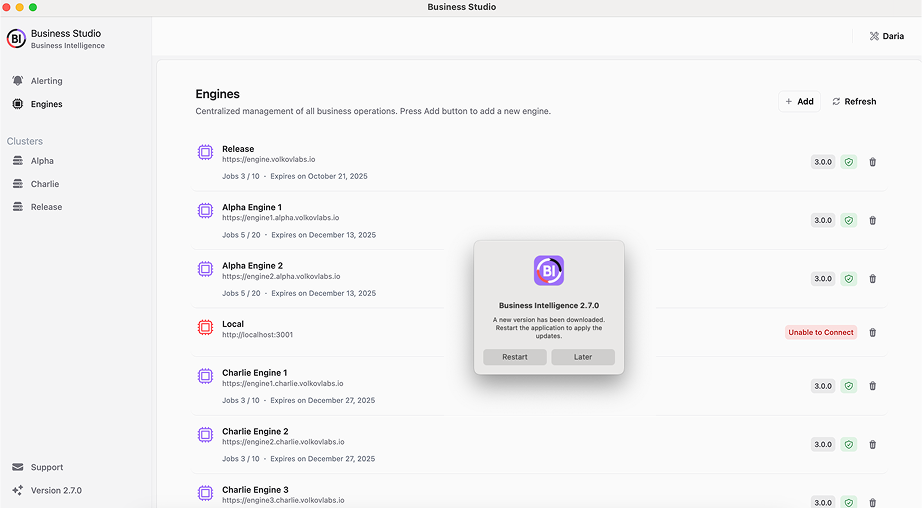 Business Studio
BI
Business Studio
Business Intelligence
Daria
Alerting
Engines
Clusters
Alpha
Charlie
Release
Support
Version 2.7.0
Engines
Centralized management of all business operations. Press Add button to add a new engine.
+ Add
Refresh
Release
https://engine.volkovlabs.io
Jobs 3 / 10 • Expires on October 21, 2025
3.0.0
Alpha Engine 1
https://engine1.alpha.volkovlabs.io
Jobs 5 / 20 • Expires on December 13, 2025
3.0.0
Alpha Engine 2
https://engine2.alpha.volkovlabs.io
Jobs 5 / 20 • Expires on December 13, 2025
3.0.0
Local
http://localhost:3001
Unable to Connect
Charlie Engine 1
https://engine1.charlie.volkovlabs.io
Jobs 3 / 10 • Expires on December 27, 2025
3.0.0
Charlie Engine 2
https://engine2.charlie.volkovlabs.io
Jobs 3 / 10 • Expires on December 27, 2025
3.0.0
Charlie Engine 3
https://engine3.charlie.volkovlabs.io
3.0.0
BI
Business Intelligence 2.7.0
A new version has been downloaded.
Restart the application to apply the
updates.
Restart
Later